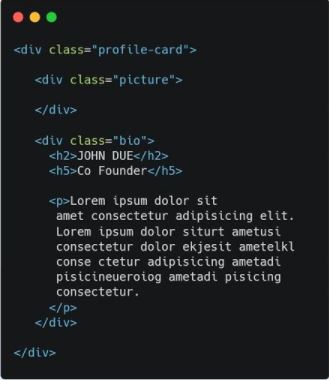 <div class="profile-card">
<div class="picture">
</div>
<div class="bio">
<h2>JOHN DUE</h2>
<h5>Co Founder</h5>
<p>Lorem ipsum dolor sit
amet consectetur adipisicing elit.
Lorem ipsum dolor siturt ametusi
consectetur dolor ekjesit ametelkl
conse ctetur adipisicing ametadi
pisicineueroiog ametadi pisicing
consectetur.
</p>
</div>
</div>